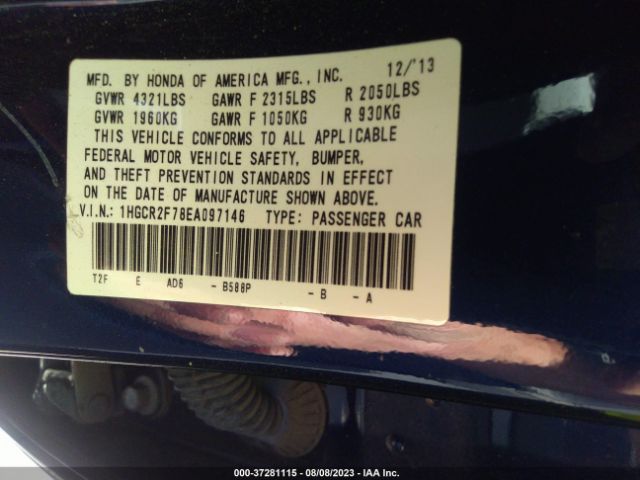 MFD. BY HONDA OF AMERICA MFG., INC. 12/'13
GVWR 4321LBS GAWR F 2315LBS R 2050LBS
GVWR 1960KG GAWR F 1050KG R 930KG
THIS VEHICLE CONFORMS TO ALL APPLICABLE
FEDERAL MOTOR VEHICLE SAFETY, BUMPER,
AND THEFT PREVENTION STANDARDS IN EFFECT
ON THE DATE OF MANUFACTURE SHOWN ABOVE.
V.I.N.: 1HGCR2F78EA097146 TYPE: PASSENGER CAR
T2F E AD6 - B588P - B - A
000-37281115 - 08/08/2023 - IAA Inc.